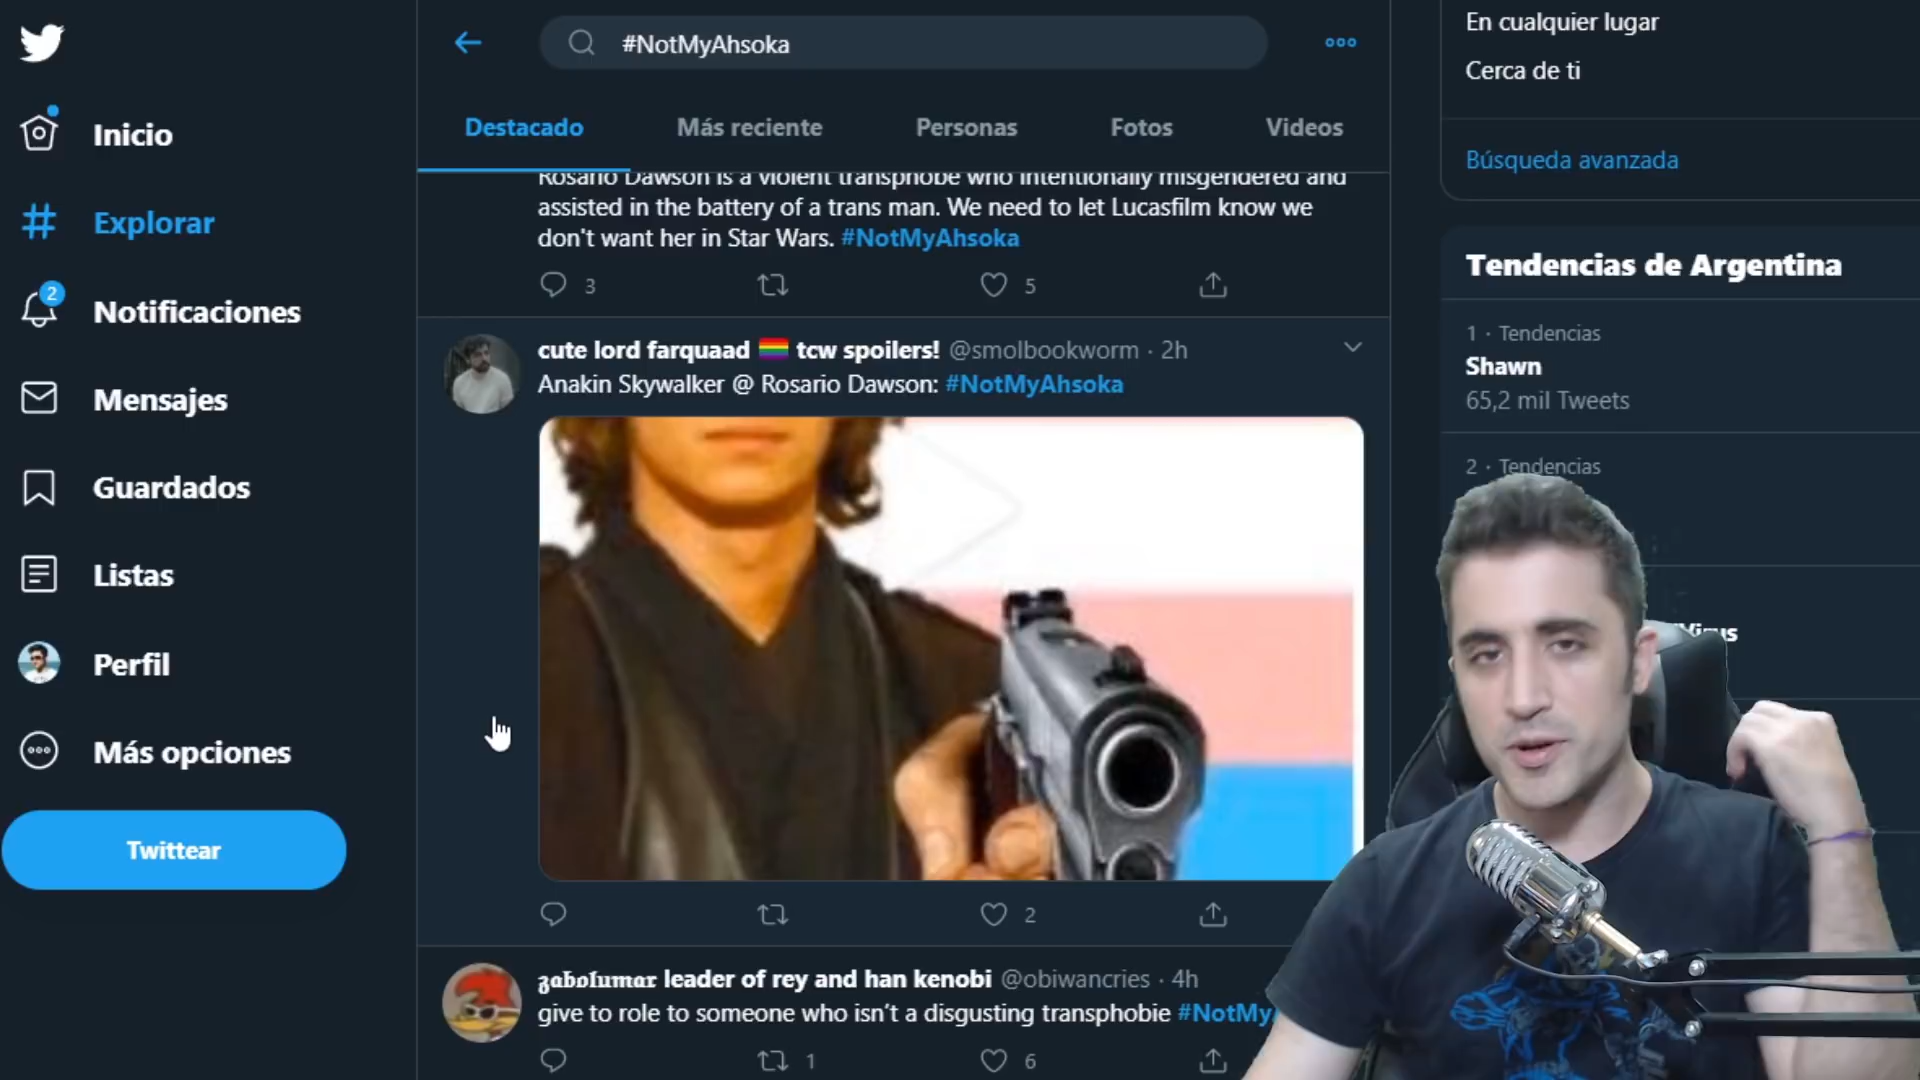 #NotMyAhsoka
En cualquier lugar
Cerca de ti
Búsqueda avanzada
Inicio
Explorar
2
Notificaciones
Mensajes
Guardados
Listas
Perfil
Más opciones
Twittear
Destacado
Más reciente
Personas
Fotos
Videos
Rosario Dawson is a violent transphobe who intentionally misgendered and
assisted in the battery of a trans man. We need to let Lucasfilm know we
don't want her in Star Wars. #NotMyAhsoka
3
5
cute lord farquaad tcw spoilers! @smolbookworm · 2h
Anakin Skywalker @ Rosario Dawson: #NotMyAhsoka
2
𝖟𝖆𝖇𝖔𝖑𝖚𝖒𝖆𝖗 leader of rey and han kenobi @obiwancries · 4h
give to role to someone who isn't a disgusting transphobie #NotMy
1
6
Tendencias de Argentina
1 · Tendencias
Shawn
65,2 mil Tweets
2 · Tendencias